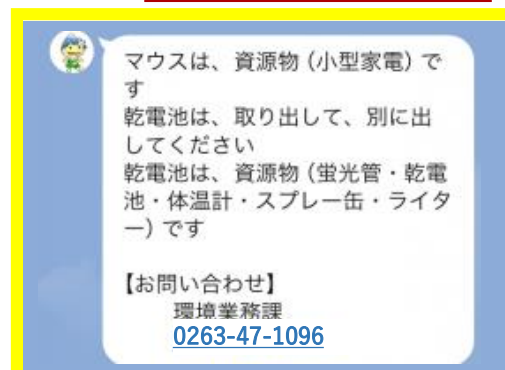 マウスは、資源物（小型家電）で
す
乾電池は、取り出して、別に出
してください
乾電池は、資源物（蛍光管・乾電
池・体温計・スプレー缶・ライタ
ー）です
【お問い合わせ】
環境業務課
0263-47-1096